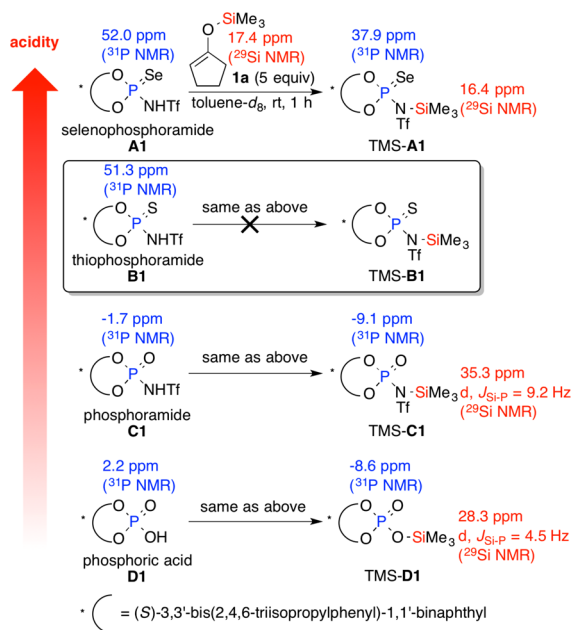 acidity
52.0 ppm
(³¹P NMR)
O
O
P
Se
NHTf
*
selenophosphoramide
A1
SiMe₃
O
17.4 ppm
(²⁹Si NMR)
1a (5 equiv)
toluene-d₈, rt, 1 h
37.9 ppm
(³¹P NMR)
*
O
O
P
Se
N
SiMe₃
Tf
16.4 ppm
(²⁹Si NMR)
TMS-A1
51.3 ppm
(³¹P NMR)
*
O
O
P
S
NHTf
thiophosphoramide
B1
same as above
*
O
O
P
S
N
SiMe₃
Tf
TMS-B1
-1.7 ppm
(³¹P NMR)
*
O
O
P
O
NHTf
phosphoramide
C1
same as above
-9.1 ppm
(³¹P NMR)
*
O
O
P
O
N
SiMe₃
Tf
35.3 ppm
d, J Si-P = 9.2 Hz
(²⁹Si NMR)
TMS-C1
2.2 ppm
(³¹P NMR)
*
O
O
P
O
OH
phosphoric acid
D1
same as above
-8.6 ppm
(³¹P NMR)
*
O
O
P
O
O
SiMe₃
28.3 ppm
d, J Si-P = 4.5 Hz
(²⁹Si NMR)
TMS-D1
* = (S)-3,3'-bis(2,4,6-triisopropylphenyl)-1,1'-binaphthyl